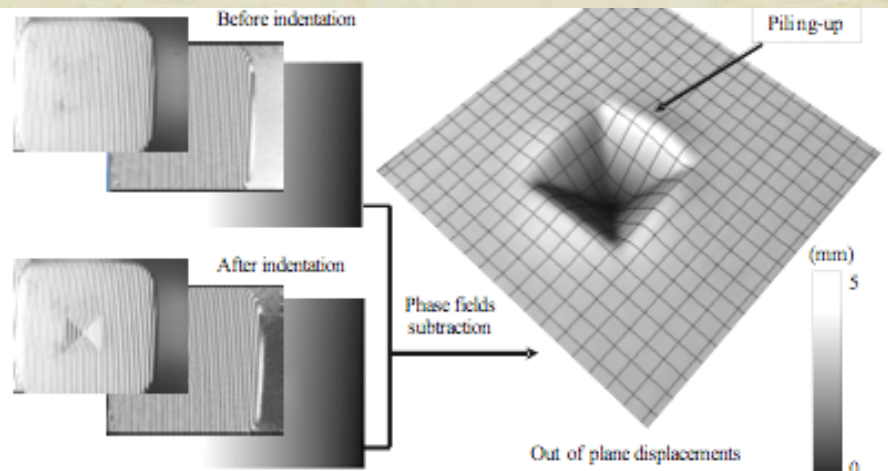 Before indentation
Piling-up
After indentation
Phase fields
subtraction
(mm)
5
0
Out of plane displacements